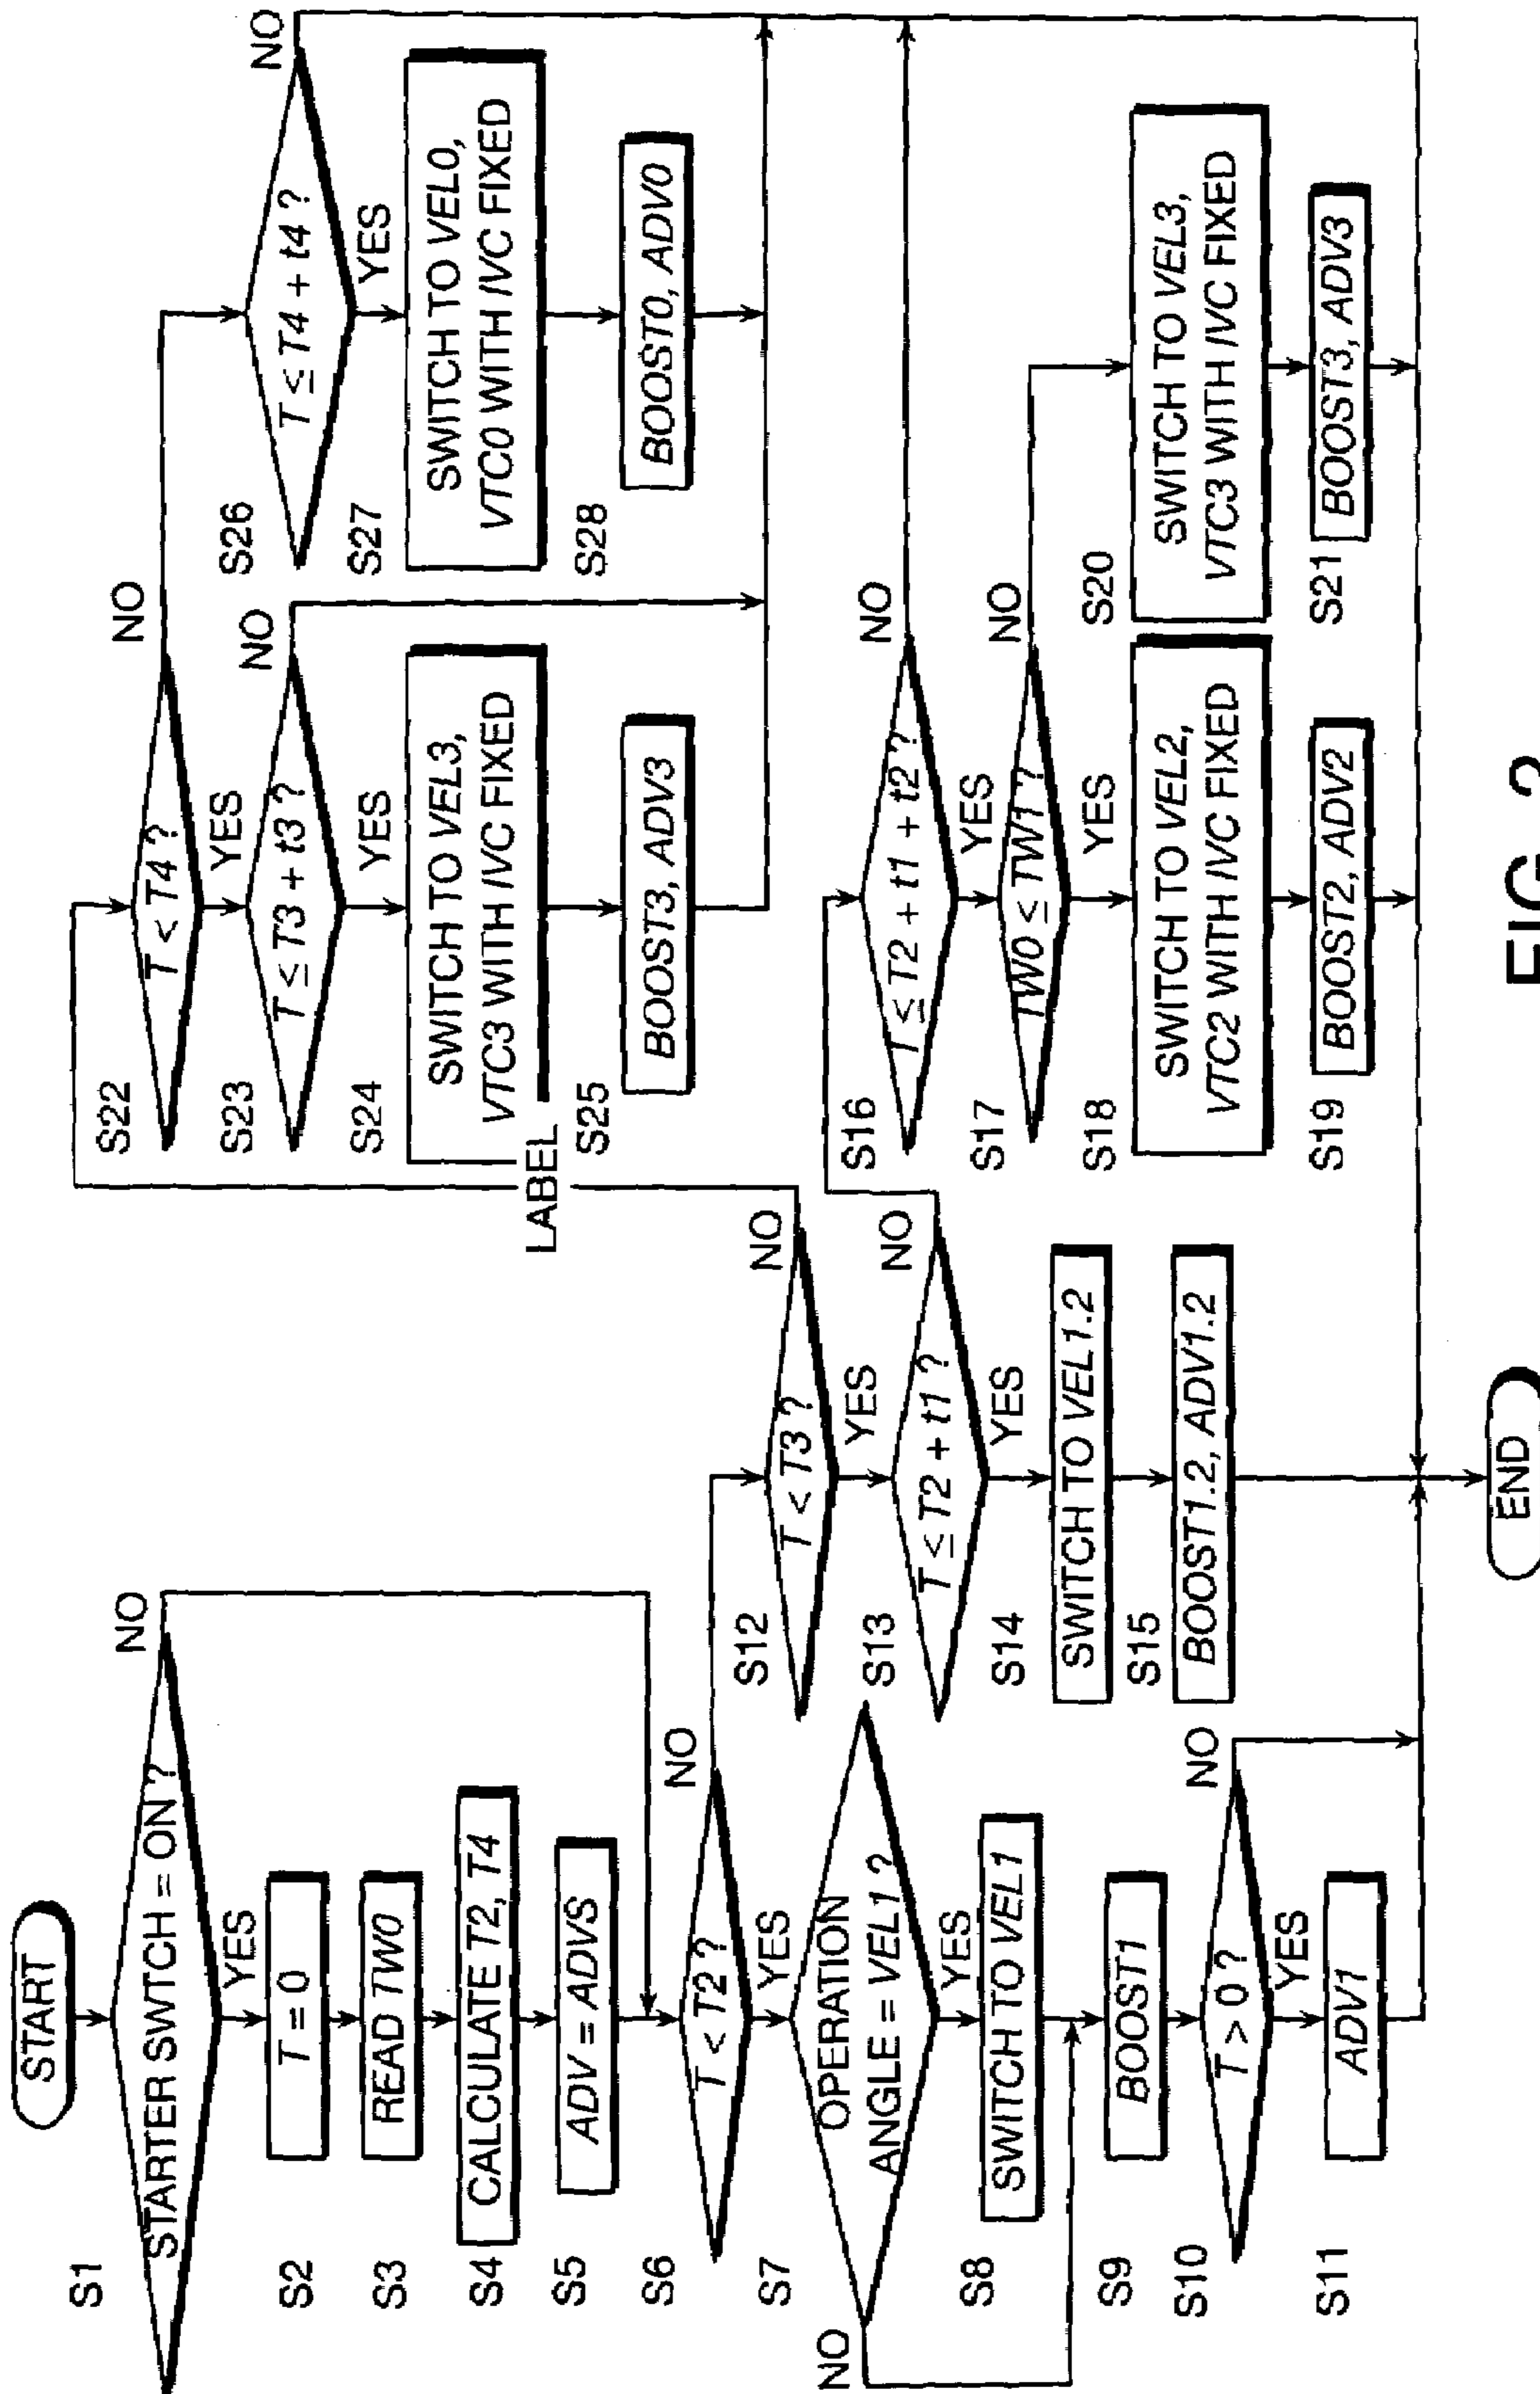 START
S1
STARTER SWTCH = ON ?
NO
YES
S2
T = 0
S3
READ TW0
S4
CALCULATE T2, T4
S5
ADV = ADVS
S6
T < T2 ?
NO
YES
S7
OPERATION
ANGLE = VEL1 ?
NO
YES
S8
SWITCH TO VEL1
S9
BOOST1
S10
T > 0 ?
NO
YES
S11
ADV1
S12
T < T3 ?
NO
YES
S13
T ≤ T2 + t1 ?
NO
YES
S14
SWITCH TO VEL1.2
S15
BOOST1.2, ADV1.2
S16
T ≤ T2 + t1 + t2 ?
NO
YES
S17
TW0 ≤ TW1 ?
NO
YES
S18
SWITCH TO VEL2,
VTC2 WITH IVC FIXED
S19
BOOST2, ADV2
S20
SWITCH TO VEL3,
VTC3 WITH IVC FIXED
S21
BOOST3, ADV3
S22
T < T4 ?
NO
YES
S23
T ≤ T3 + t3 ?
NO
YES
S24
SWITCH TO VEL3,
VTC3 WITH IVC FIXED
LABEL
S25
BOOST3, ADV3
S26
T ≤ T4 + t4 ?
NO
YES
S27
SWITCH TO VEL0,
VTC0 WITH IVC FIXED
S28
BOOST0, ADV0
END
FIG.